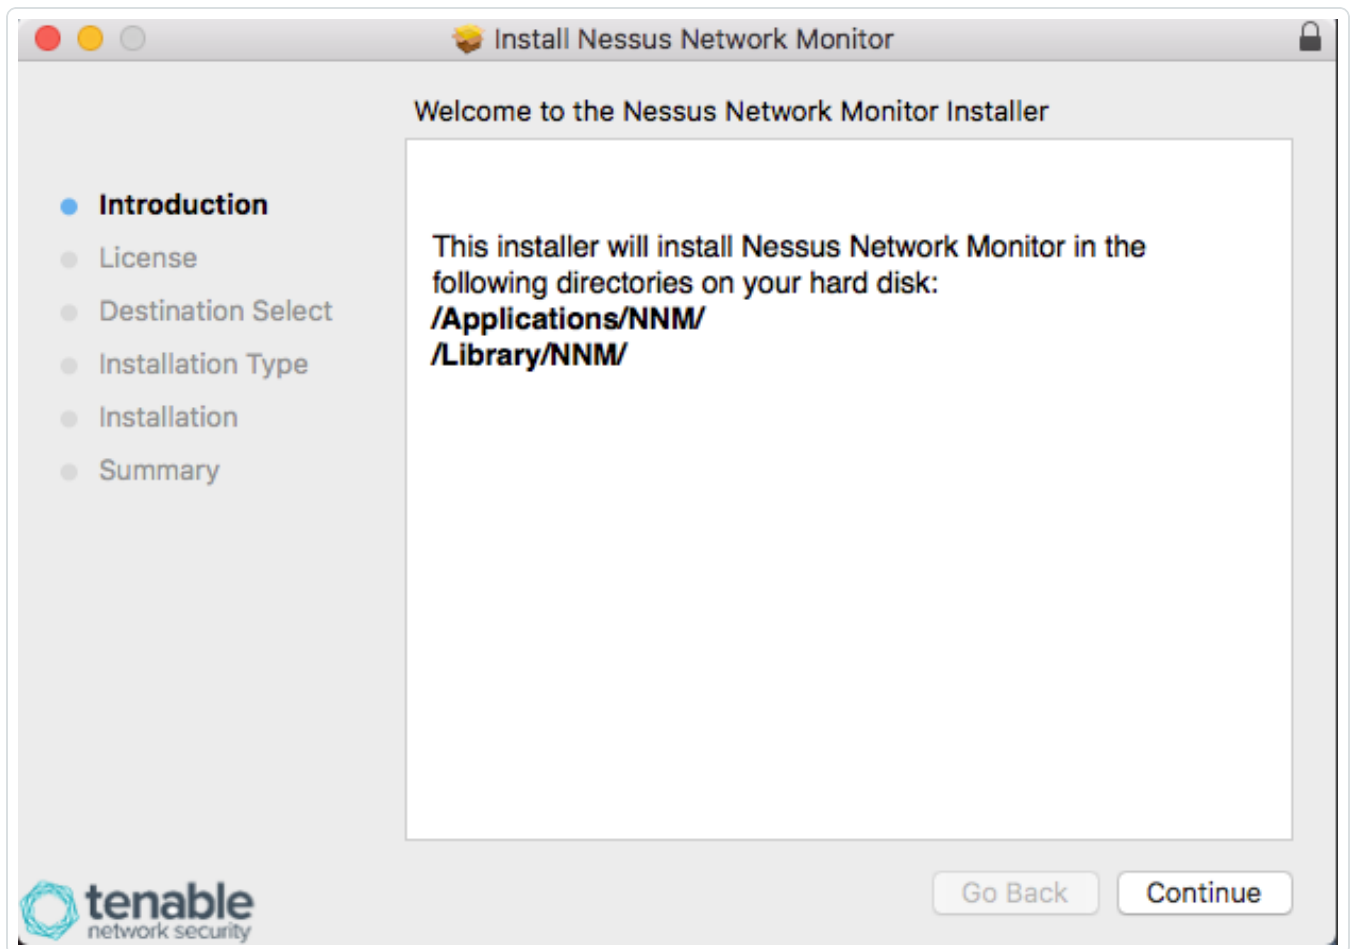 Install Nessus Network Monitor
Welcome to the Nessus Network Monitor Installer
Introduction
License
Destination Select
Installation Type
Installation
Summary
This installer will install Nessus Network Monitor in the
following directories on your hard disk:
/Applications/NNM/
/Library/NNM/
tenable
network security
Go Back
Continue